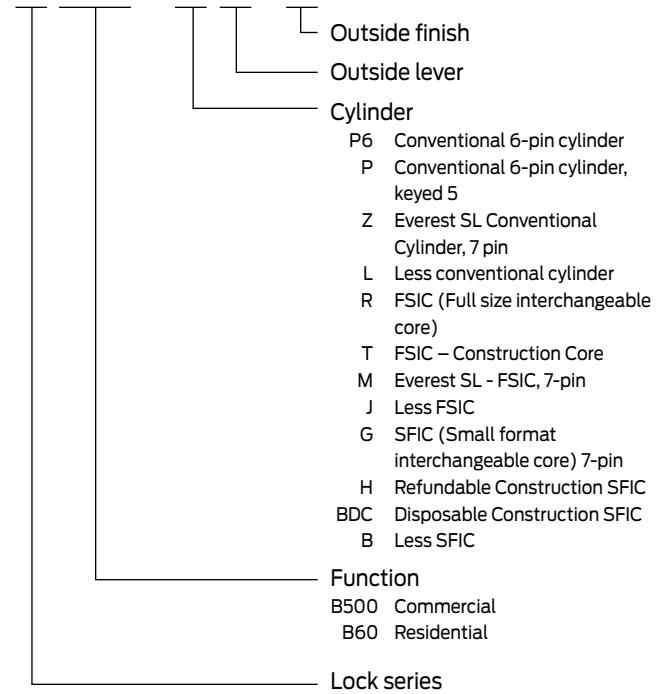 Outside finish
Outside lever
Cylinder
P6 Conventional 6-pin cylinder
P Conventional 6-pin cylinder,
keyed 5
Z Everest SL Conventional
Cylinder, 7 pin
L Less conventional cylinder
R FSIC (Full size interchangeable
core)
T FSIC – Construction Core
M Everest SL - FSIC, 7-pin
J Less FSIC
G SFIC (Small format
interchangeable core) 7-pin
H Refundable Construction SFIC
BDC Disposable Construction SFIC
B Less SFIC
Function
B500 Commercial
B60 Residential
Lock series